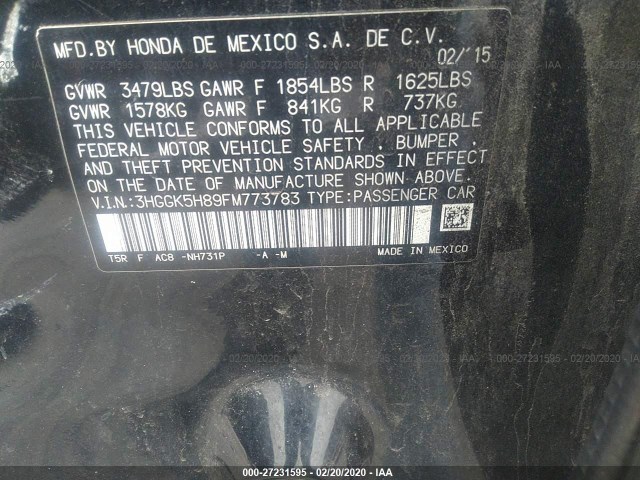 MFD.BY HONDA DE MEXICO S.A. DE C.V.
02/'15
GVWR 3479LBS GAWR F 1854LBS R 1625LBS
GVWR 1578KG GAWR F 841KG R 737KG
THIS VEHICLE CONFORMS TO ALL APPLICABLE
FEDERAL MOTOR VEHICLE SAFETY , BUMPER ,
AND THEFT PREVENTION STANDARDS IN EFFECT
ON THE DATE OF MANUFACTURE SHOWN ABOVE.
V.I.N.:3HGGK5H89FM773783 TYPE:PASSENGER CAR
T5R F AC8 -NH731P -A -M MADE IN MEXICO
000-27231595 - 02/20/2020 - IAA